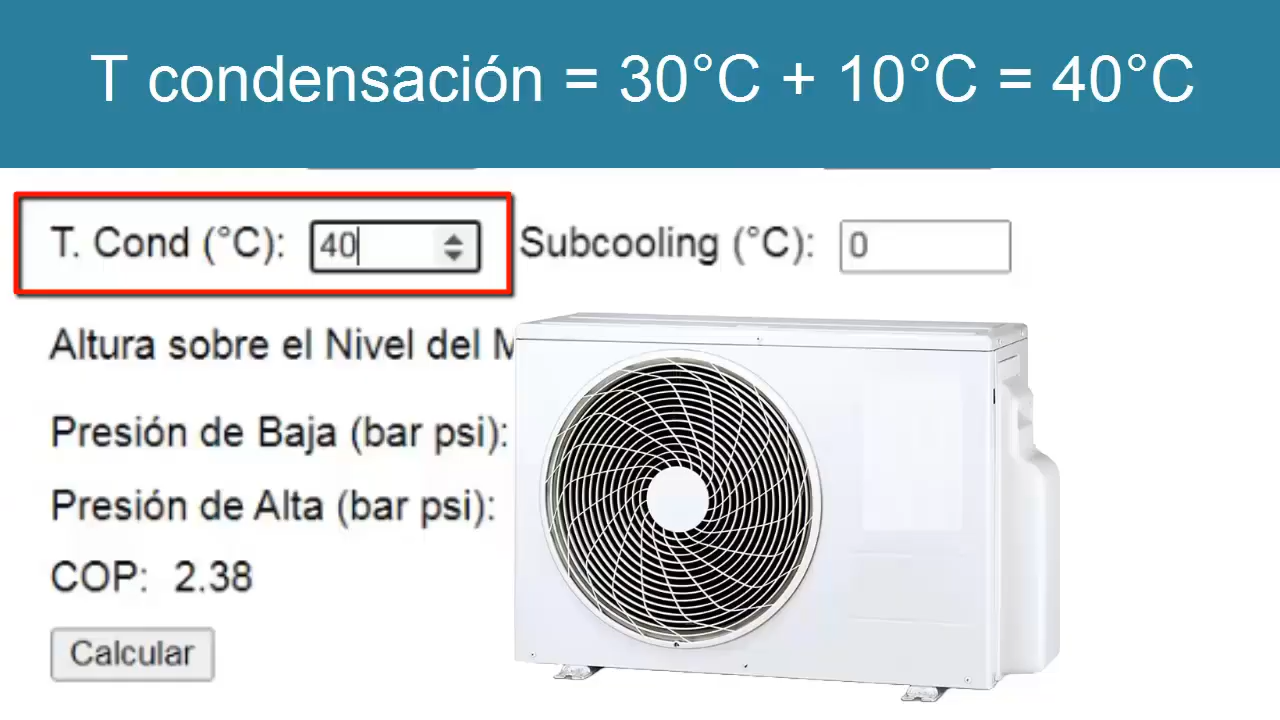 T condensación = 30°C + 10°C = 40°C
T. Cond (°C): 40 Subcooling (°C): 0
Altura sobre el Nivel del
Presión de Baja (bar psi):
Presión de Alta (bar psi):
COP: 2.38
Calcular